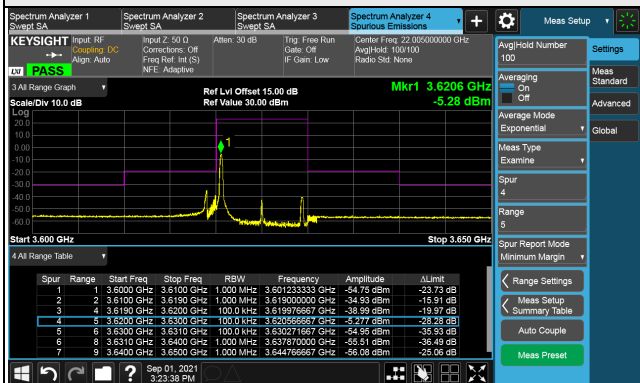 Spectrum Analyzer 1
Swept SA
Spectrum Analyzer 2
Swept SA
Spectrum Analyzer 3
Swept SA
Spectrum Analyzer 4
Spurious Emissions
Meas Setup
KEYSIGHT
Input: RF
Coupling: DC
Align: Auto
Input Z: 50 Ω
Corrections: Off
Freq Ref: Int (S)
NFE: Adaptive
Atten: 30 dB
Trig: Free Run
Gate: Off
IF Gain: Low
Center Freq: 22.005000000 GHz
Avg|Hold: 100/100
Radio Std: None
LXI PASS
3 All Range Graph
Scale/Div 10.0 dB
Ref Lvl Offset 15.00 dB
Ref Value 30.00 dBm
Mkr1 3.6206 GHz
-5.28 dBm
Log
20.0
10.0
0.00
-10.0
-20.0
-30.0
-40.0
-50.0
-60.0
1
Start 3.600 GHz
Stop 3.650 GHz
4 All Range Table
Spur Range Start Freq Stop Freq RBW Frequency Amplitude ΔLimit
1 1 3.6000 GHz 3.6100 GHz 1.000 MHz 3.601233333 GHz -54.75 dBm -23.73 dB
2 2 3.6100 GHz 3.6190 GHz 1.000 MHz 3.619000000 GHz -34.93 dBm -15.91 dB
3 4 3.6190 GHz 3.6200 GHz 100.0 kHz 3.619976667 GHz -38.99 dBm -19.97 dB
4 5 3.6200 GHz 3.6300 GHz 100.0 kHz 3.620566667 GHz -5.277 dBm -28.28 dB
5 6 3.6300 GHz 3.6310 GHz 100.0 kHz 3.630271667 GHz -54.95 dBm -35.93 dB
6 8 3.6310 GHz 3.6400 GHz 1.000 MHz 3.637870000 GHz -55.51 dBm -36.49 dB
7 9 3.6400 GHz 3.6500 GHz 1.000 MHz 3.644766667 GHz -56.08 dBm -25.06 dB
Avg|Hold Number
100
Averaging
On
Off
Average Mode
Exponential
Meas Type
Examine
Spur
4
Range
5
Spur Report Mode
Minimum Margin
Range Settings
Meas Setup
Summary Table
Auto Couple
Meas Preset
Settings
Meas
Standard
Advanced
Global
?
Sep 01, 2021
3:23:38 PM